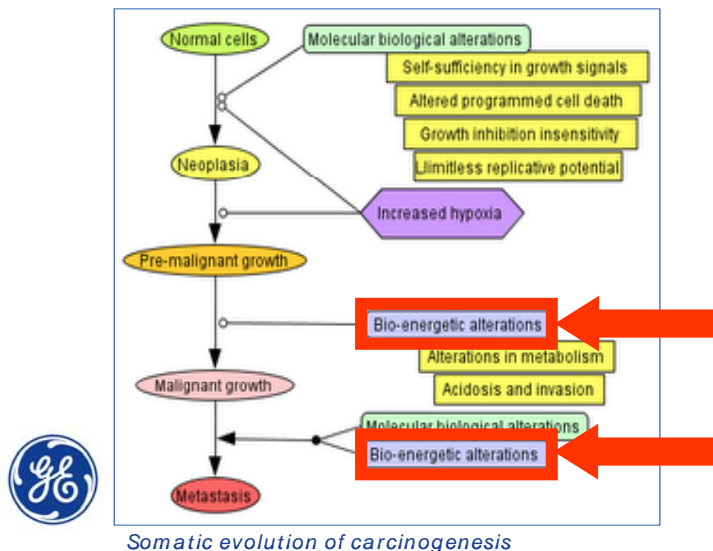 Normal cells
Molecular biological alterations
Self-sufficiency in growth signals
Altered programmed cell death
Growth inhibition insensitivity
Llimitless replicative potential
Neoplasia
Increased hypoxia
Pre-malignant growth
Bio-energetic alterations
Alterations in metabolism
Malignant growth
Acidosis and invasion
Molecular biological alterations
Bio-energetic alterations
GE
Metastasis
Somatic evolution of carcinogenesis